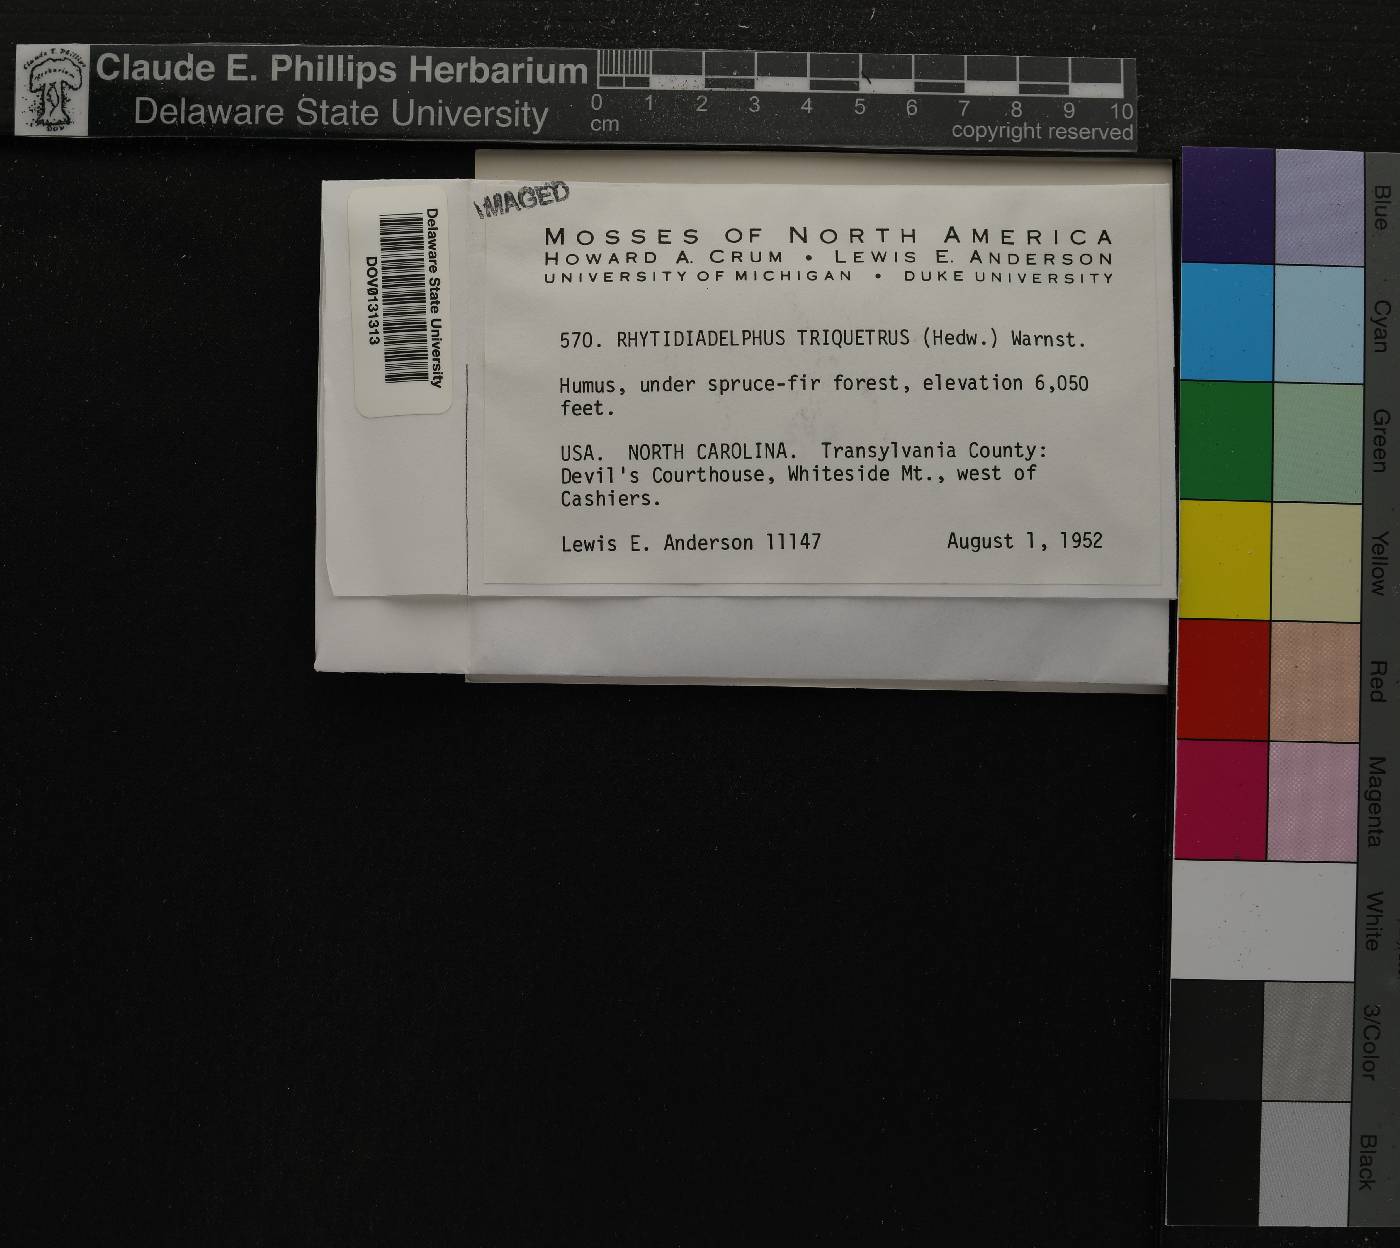 Claude E. Phillips Herbarium
Delaware State University
0 1 2 3 4 5 6 7 8 9 10
cm
copyright reserved
IMAGED
Delaware State University
DOV0131313
MOSSES OF NORTH AMERICA
HOWARD A. CRUM • LEWIS E. ANDERSON
UNIVERSITY OF MICHIGAN • DUKE UNIVERSITY
570. RHYTIDIADELPHUS TRIQUETRUS (Hedw.) Warnst.
Humus, under spruce-fir forest, elevation 6,050
feet.
USA. NORTH CAROLINA. Transylvania County:
Devil's Courthouse, Whiteside Mt., west of
Cashiers.
Lewis E. Anderson 11147 August 1, 1952
Blue
Cyan
Green
Yellow
Red
Magenta
White
3/Color
Black